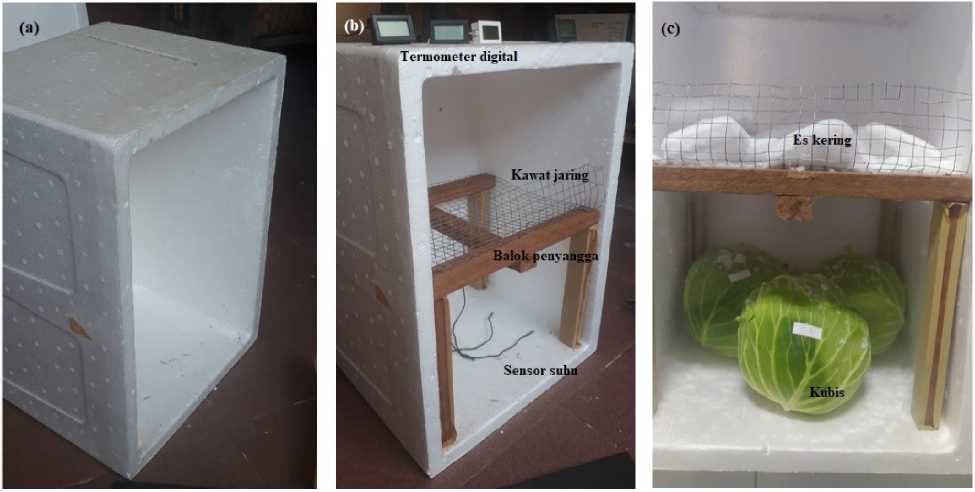 (a)
(b)
(c)
Termometer digital
Es kering
Kawat jaring
Balok penyangga
Sensor suhu
Kubis